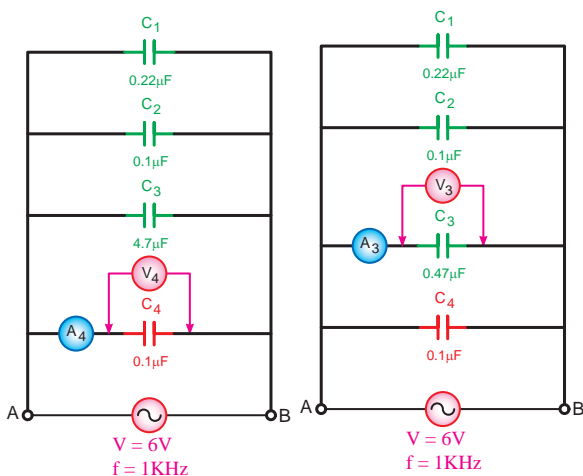 C1
0.22μF
C2
0.1μF
C3
4.7μF
V4
C4
A4
0.1μF
A
B
V = 6V
f = 1KHz
C1
0.22μF
C2
0.1μF
V3
C3
A3
0.47μF
C4
0.1μF
A
B
V = 6V
f = 1KHz